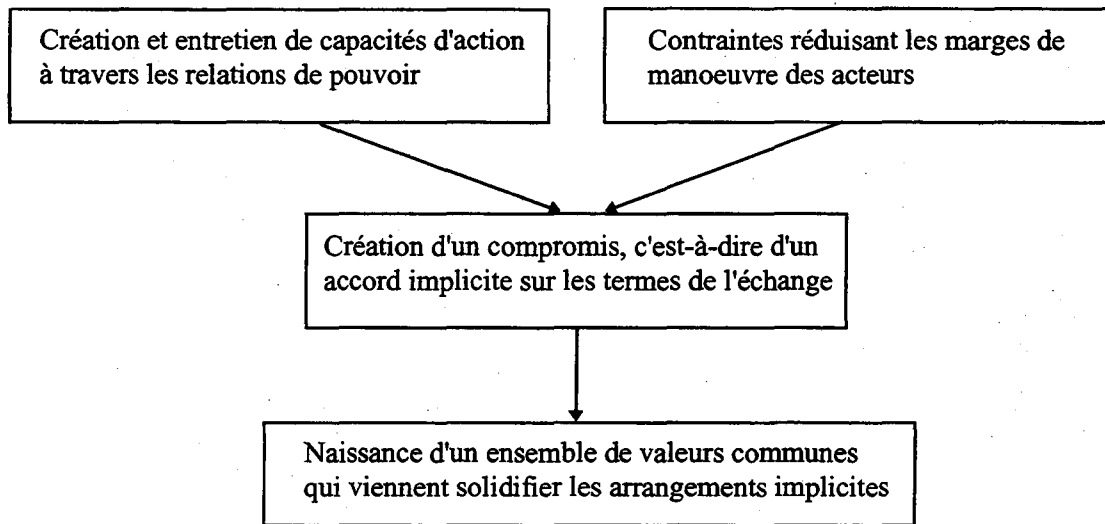 Création et entretien de capacités d'action
à travers les relations de pouvoir
Contraintes réduisant les marges de
manoeuvre des acteurs
Création d'un compromis, c'est-à-dire d'un
accord implicite sur les termes de l'échange
Naissance d'un ensemble de valeurs communes
qui viennent solidifier les arrangements implicites